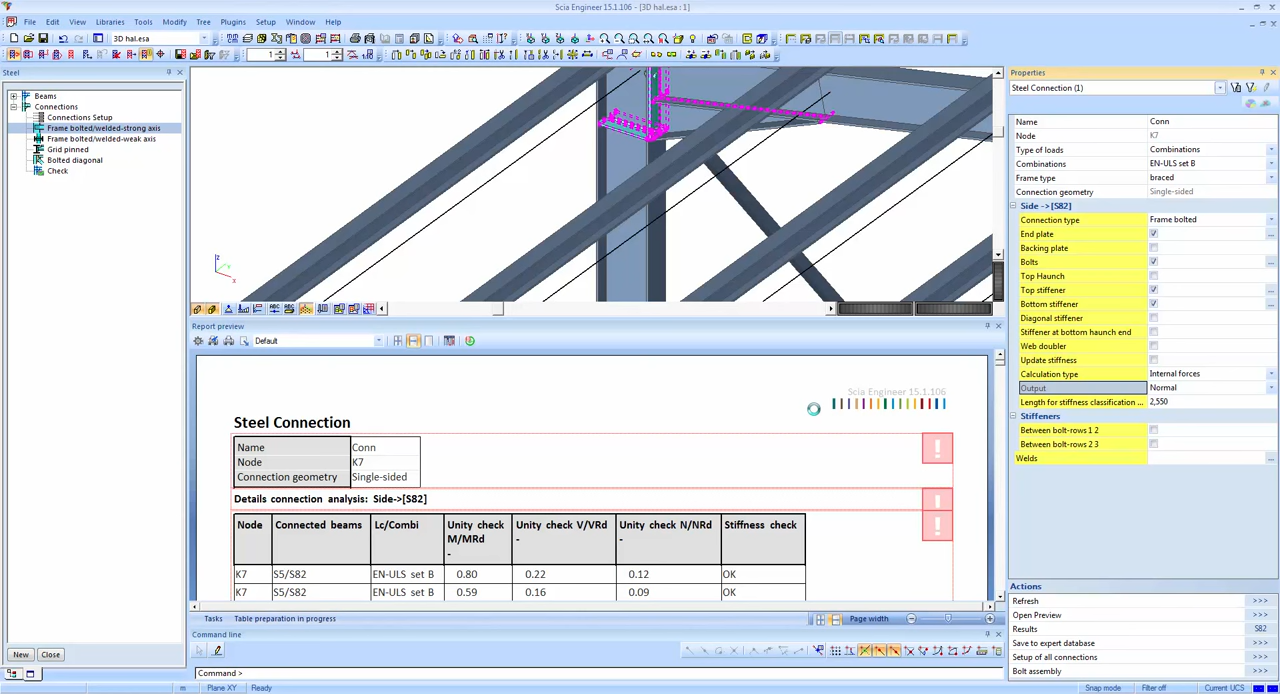 Scia Engineer 15.1.106 - [3D hal.esa : 1]
File Edit View Libraries Tools Modify Tree Plugins Setup Window Help
3D hal.esa
1 1
Steel
Beams
Connections
Connections Setup
Frame bolted/welded-strong axis
Frame bolted/welded-weak axis
Grid pinned
Bolted diagonal
Check
New Close
Report preview
Default
Scia Engineer 15.1.106
Steel Connection
Name Conn
Node K7
Connection geometry Single-sided
Details connection analysis: Side->[S82]
Node Connected beams Lc/Combi Unity check M/MRd - Unity check V/VRd - Unity check N/NRd - Stiffness check
K7 S5/S82 EN-ULS set B 0.80 0.22 0.12 OK
K7 S5/S82 EN-ULS set B 0.59 0.16 0.09 OK
Tasks Table preparation in progress Page width
Command line
Command >
Properties
Steel Connection (1)
Name Conn
Node K7
Type of loads Combinations
Combinations EN-ULS set B
Frame type braced
Connection geometry Single-sided
Side ->[S82]
Connection type Frame bolted
End plate
Backing plate
Bolts
Top Haunch
Top stiffener
Bottom stiffener
Diagonal stiffener
Stiffener at bottom haunch end
Web doubler
Update stiffness
Calculation type Internal forces
Output Normal
Length for stiffness classification ... 2,550
Stiffeners
Between bolt-rows 1 2
Between bolt-rows 2 3
Welds
Actions
Refresh >>>
Open Preview >>>
Results S82
Save to expert database >>>
Setup of all connections >>>
Bolt assembly >>>
m Plane XY Ready Snap mode Filter off Current UCS